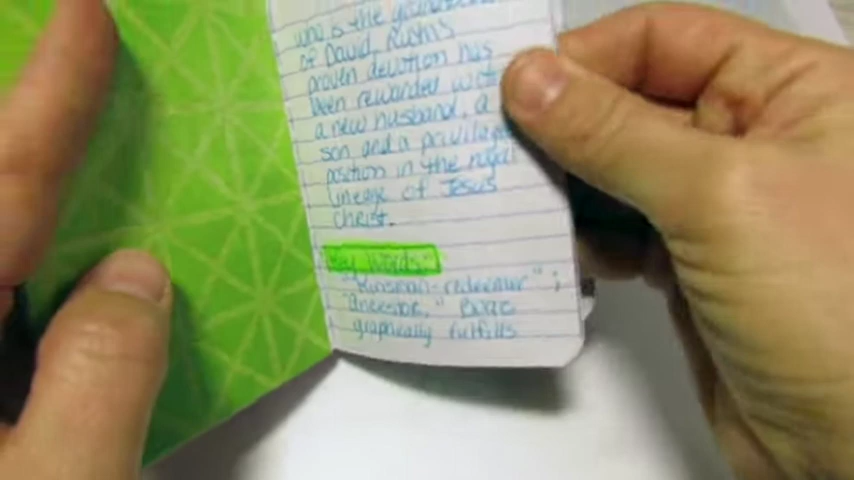 who is the
of David. Ruth's
proven devotion has
been rewarded with
a new husband, a
son and a privileged
position in the royal
lineage of Jesus
Christ.
Key Words:
"Kinsman-redeemer";
"ancestor," Boaz
graphically fulfills